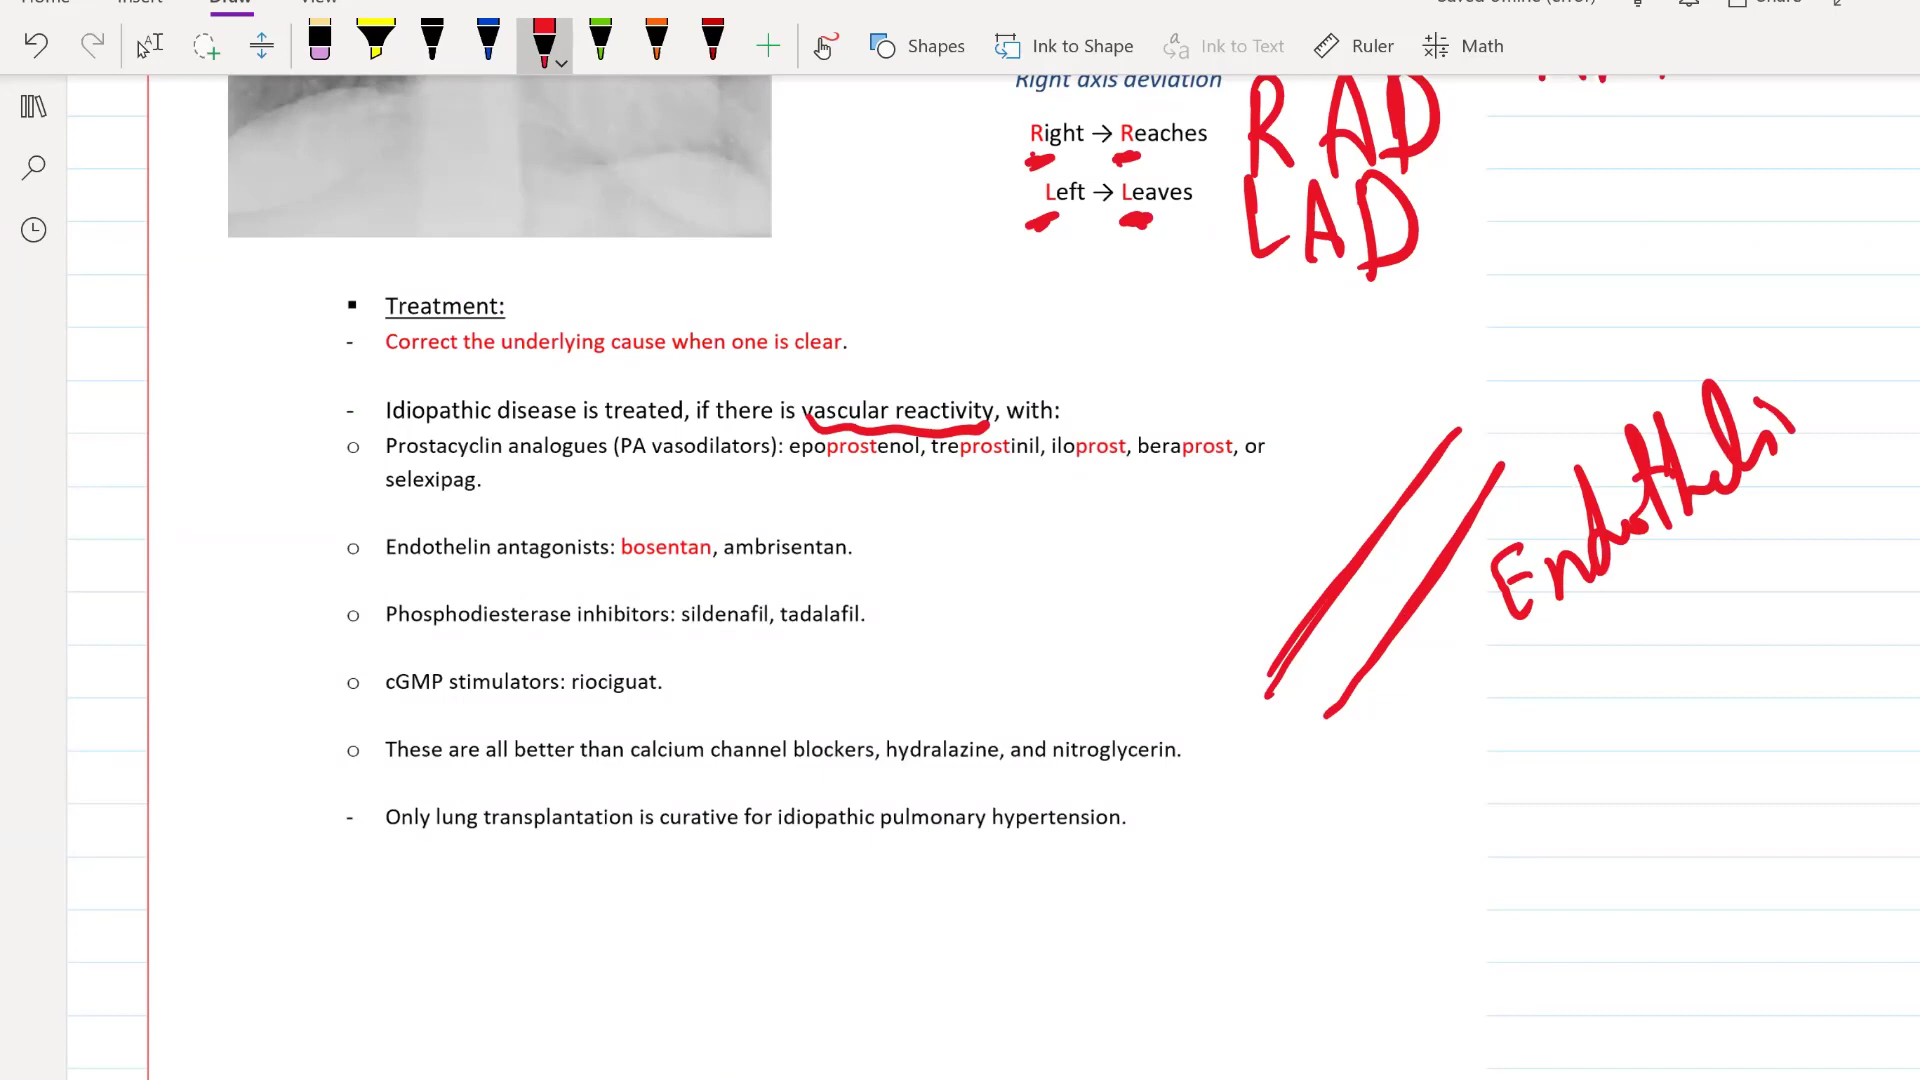 Draw
AI
Shapes
Ink to Shape
a
Ink to Text
Ruler
Math
Right axis deviation
Right → Reaches
R AD
Left → Leaves
LAD
▪ Treatment:
- Correct the underlying cause when one is clear.
- Idiopathic disease is treated, if there is vascular reactivity, with:
o Prostacyclin analogues (PA vasodilators): epoprostenol, treprostinil, iloprost, beraprost, or
selexipag.
Endotheli
o Endothelin antagonists: bosentan, ambrisentan.
o Phosphodiesterase inhibitors: sildenafil, tadalafil.
o cGMP stimulators: riociguat.
o These are all better than calcium channel blockers, hydralazine, and nitroglycerin.
- Only lung transplantation is curative for idiopathic pulmonary hypertension.